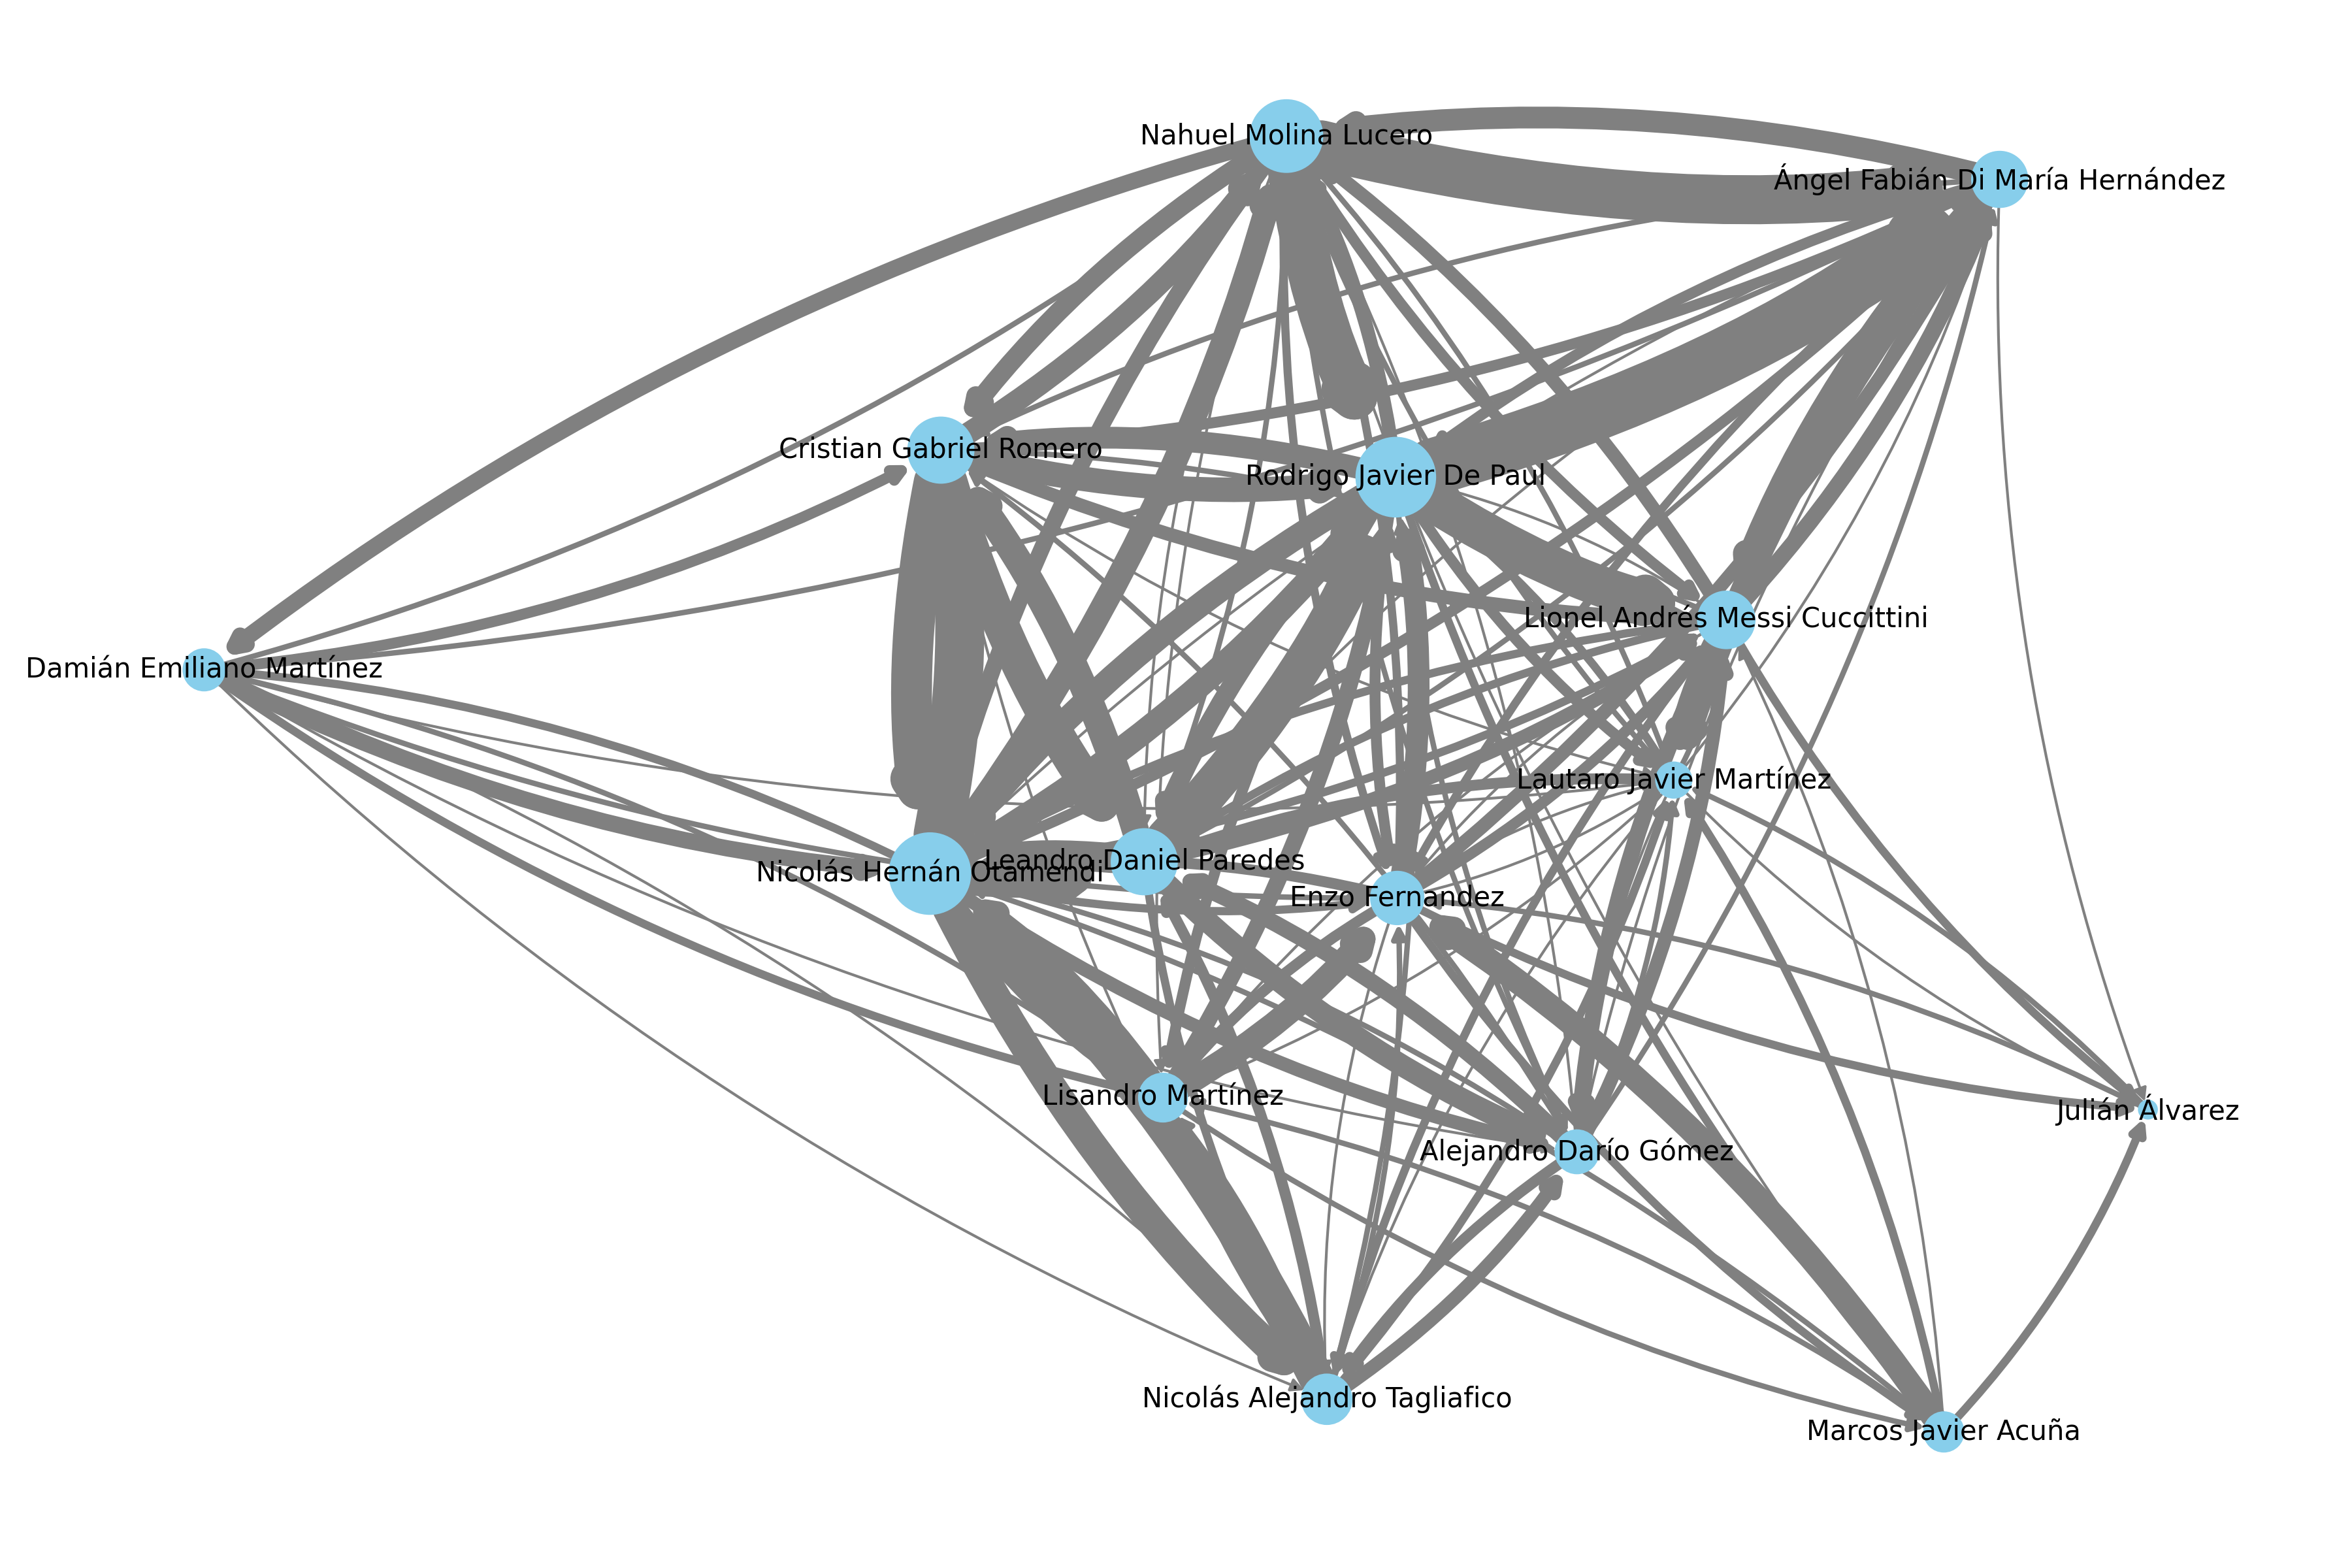 Nahuel Molina Lucero
Ángel Fabián Di María Hernández
Cristian Gabriel Romero
Rodrigo Javier De Paul
Lionel Andrés Messi Cuccittini
Damián Emiliano Martínez
Lautaro Javier Martínez
Leandro Daniel Paredes
Nicolás Hernán Otamendi
Enzo Fernandez
Lisandro Martínez
Julián Álvarez
Alejandro Darío Gómez
Nicolás Alejandro Tagliafico
Marcos Javier Acuña